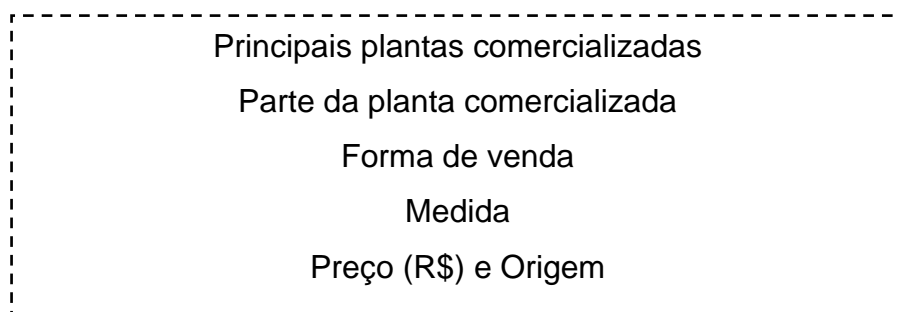 Principais plantas comercializadas
Parte da planta comercializada
Forma de venda
Medida
Preço (R$) e Origem